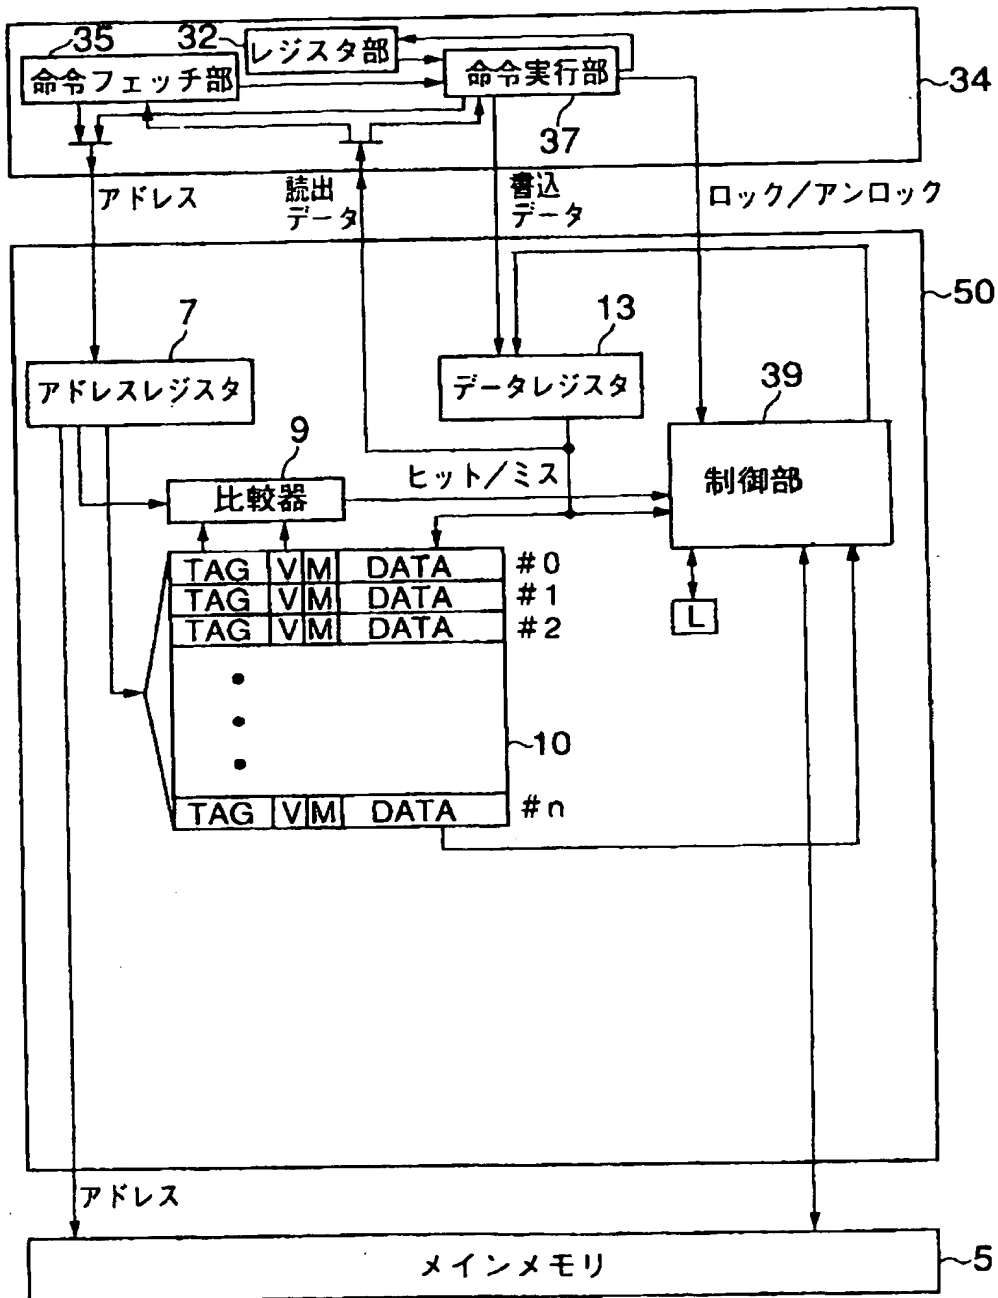 35
32
レジスタ部
命令フェッチ部
命令実行部
37
34
アドレス
読出
データ
書込
データ
ロック／アンロック
50
7
13
アドレスレジスタ
データレジスタ
39
9
比較器
ヒット／ミス
制御部
TAG V M DATA #0
TAG V M DATA #1
TAG V M DATA #2
L
10
TAG V M DATA #n
アドレス
メインメモリ
5